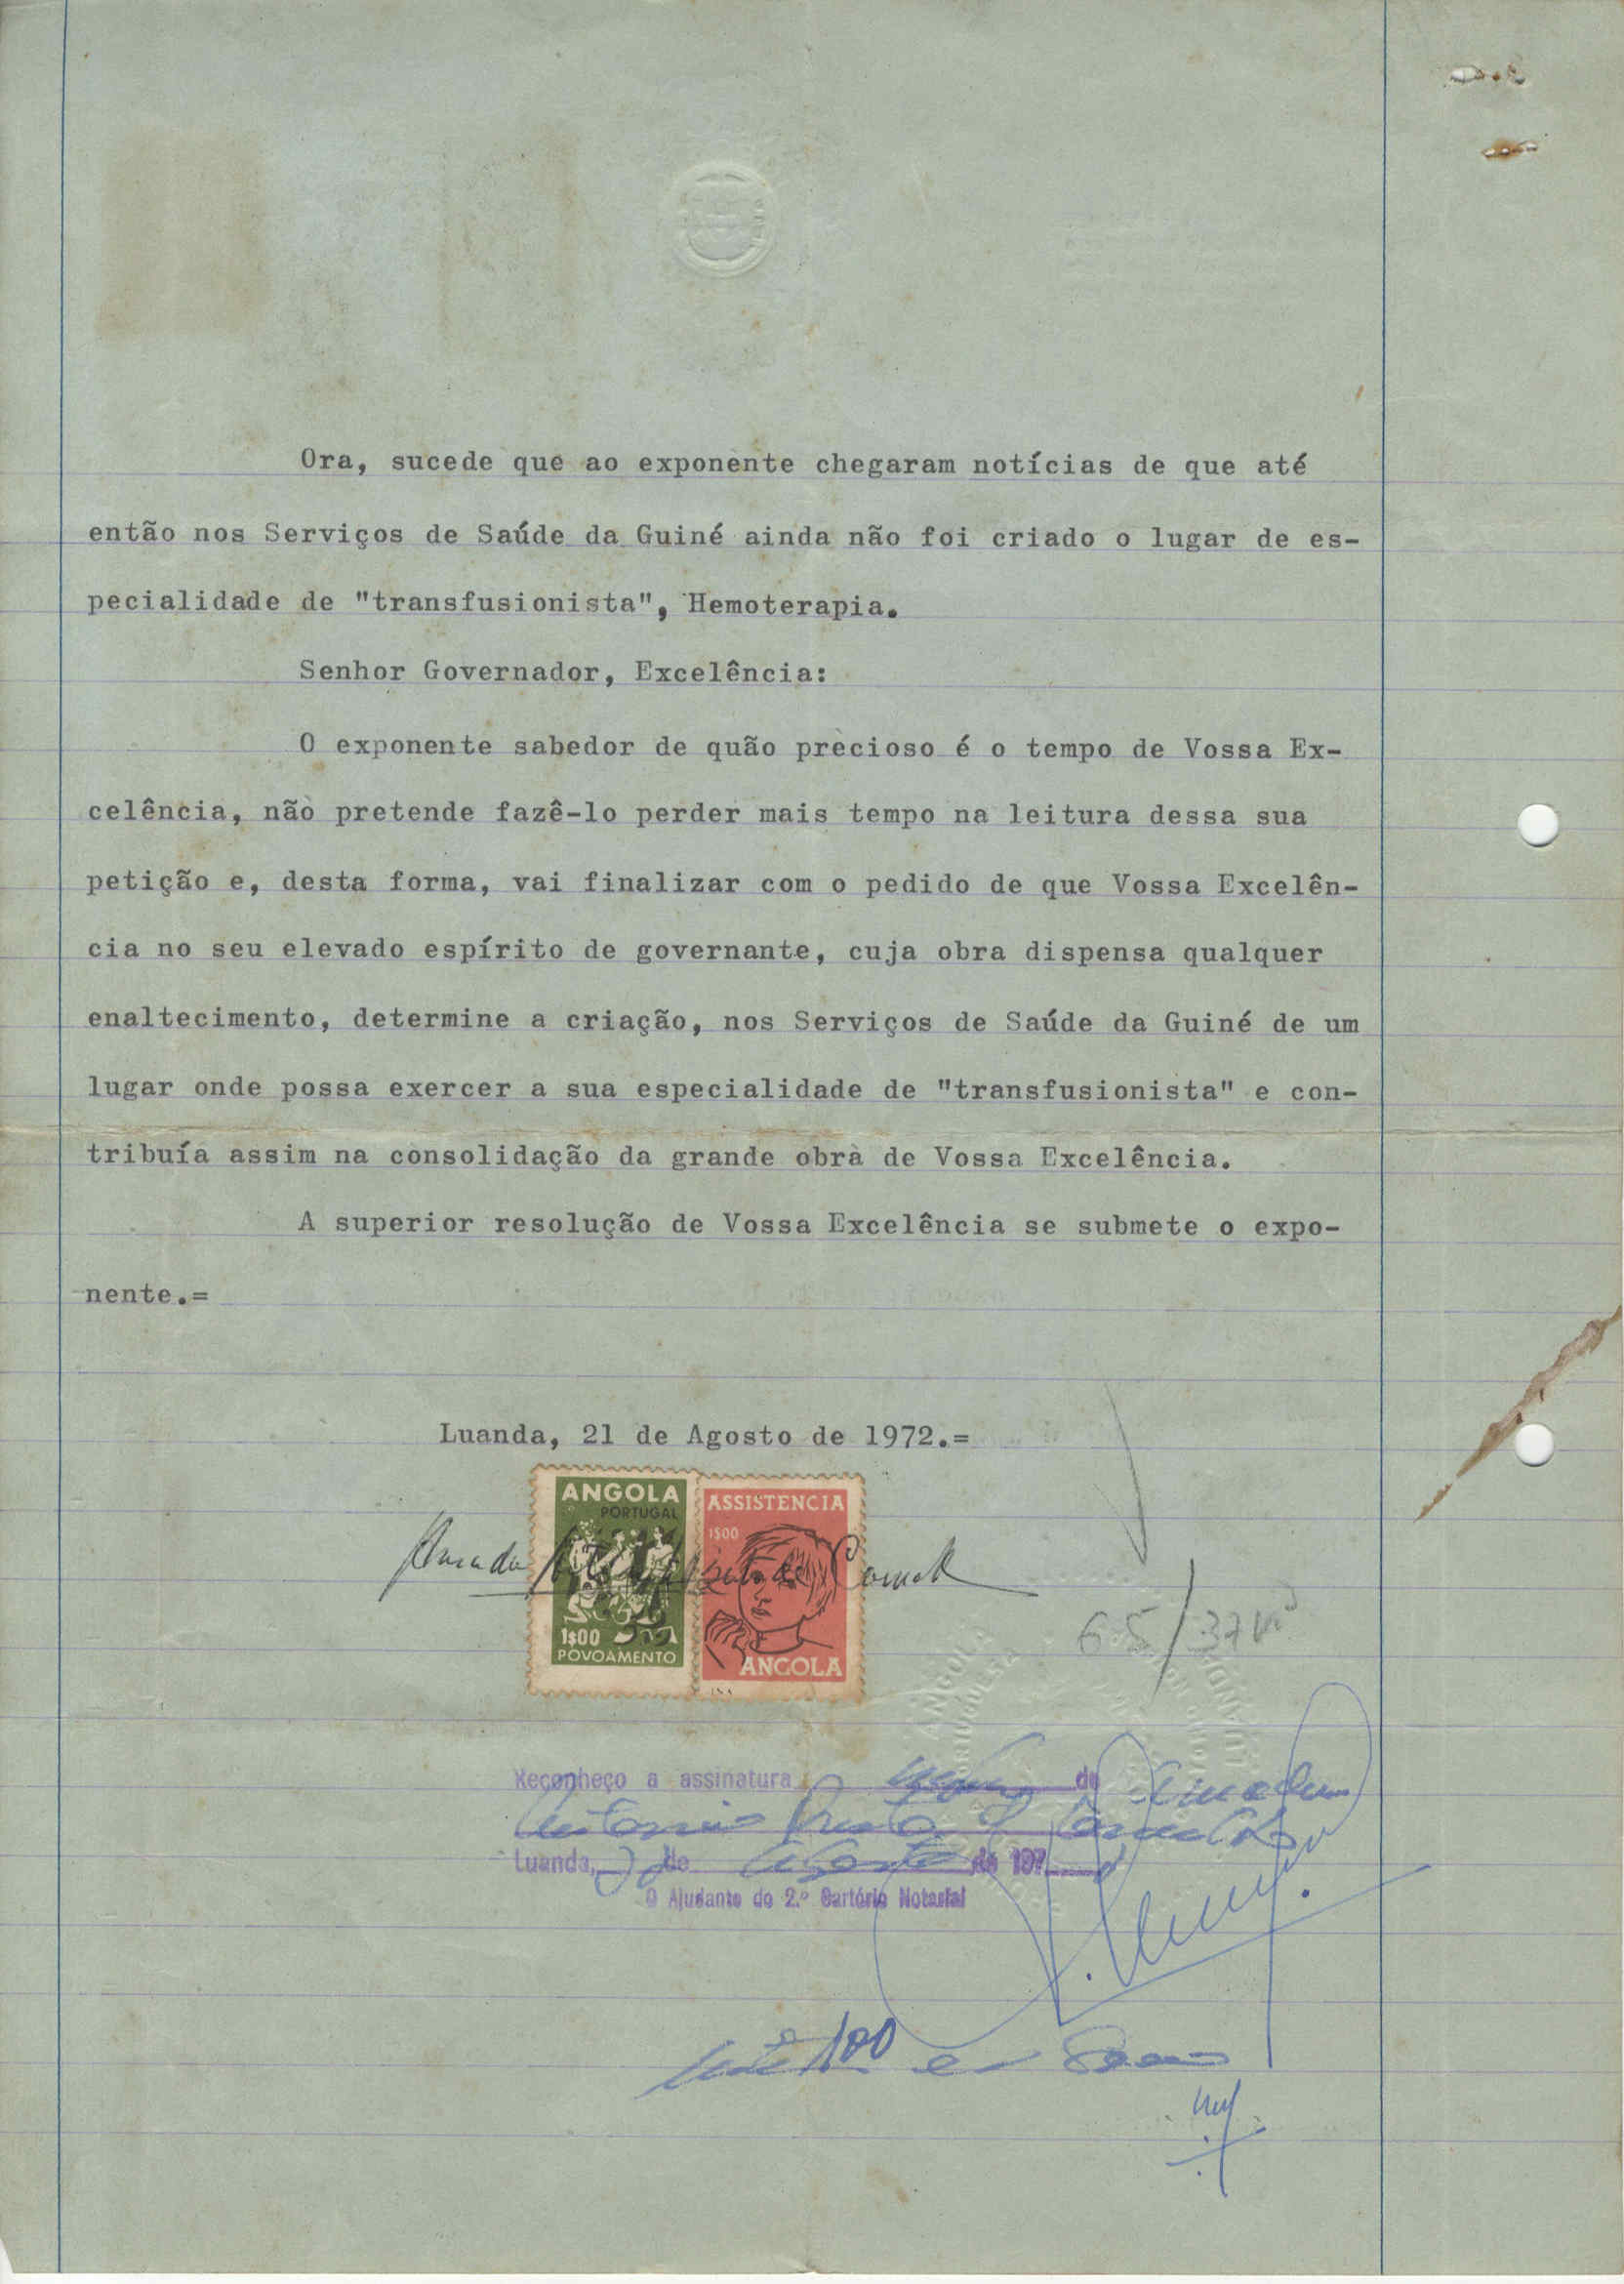 Ora, sucede que ao exponente chegaram notícias de que até
então nos Serviços de Saúde da Guiné ainda não foi criado o lugar de es-
pecialidade de "transfusionista", Hemoterapia.
Senhor Governador, Excelência:
O exponente sabedor de quão precioso é o tempo de Vossa Ex-
celência, não pretende fazê-lo perder mais tempo na leitura dessa sua
petição e, desta forma, vai finalizar com o pedido de que Vossa Excelên-
cia no seu elevado espírito de governante, cuja obra dispensa qualquer
enaltecimento, determine a criação, nos Serviços de Saúde da Guiné de um
lugar onde possa exercer a sua especialidade de "transfusionista" e con-
tribuía assim na consolidação da grande obra de Vossa Excelência.
A superior resolução de Vossa Excelência se submete o expo-
nente.=
Luanda, 21 de Agosto de 1972.=
ANGOLA
PORTUGAL
1$00
POVOAMENTO
ASSISTENCIA
1$00
ANGOLA
65/37
Reconheço a assinatura de
Luanda, de Agosto de 197
O Ajudante do 2.º Cartório Notarial